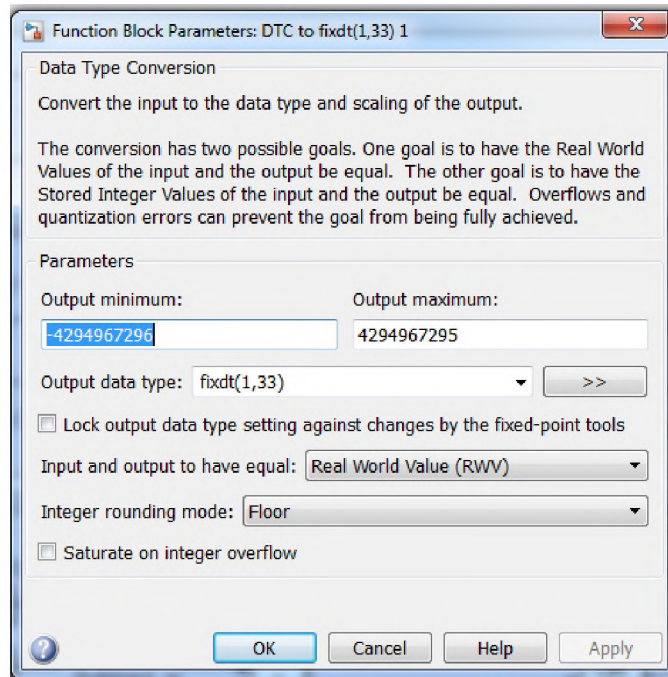 Function Block Parameters: DTC to fixdt(1,33) 1
Data Type Conversion
Convert the input to the data type and scaling of the output.
The conversion has two possible goals. One goal is to have the Real World
Values of the input and the output be equal. The other goal is to have the
Stored Integer Values of the input and the output be equal. Overflows and
quantization errors can prevent the goal from being fully achieved.
Parameters
Output minimum: Output maximum:
-4294967296 4294967295
Output data type: fixdt(1,33) >>
Lock output data type setting against changes by the fixed-point tools
Input and output to have equal: Real World Value (RWV)
Integer rounding mode: Floor
Saturate on integer overflow
? OK Cancel Help Apply